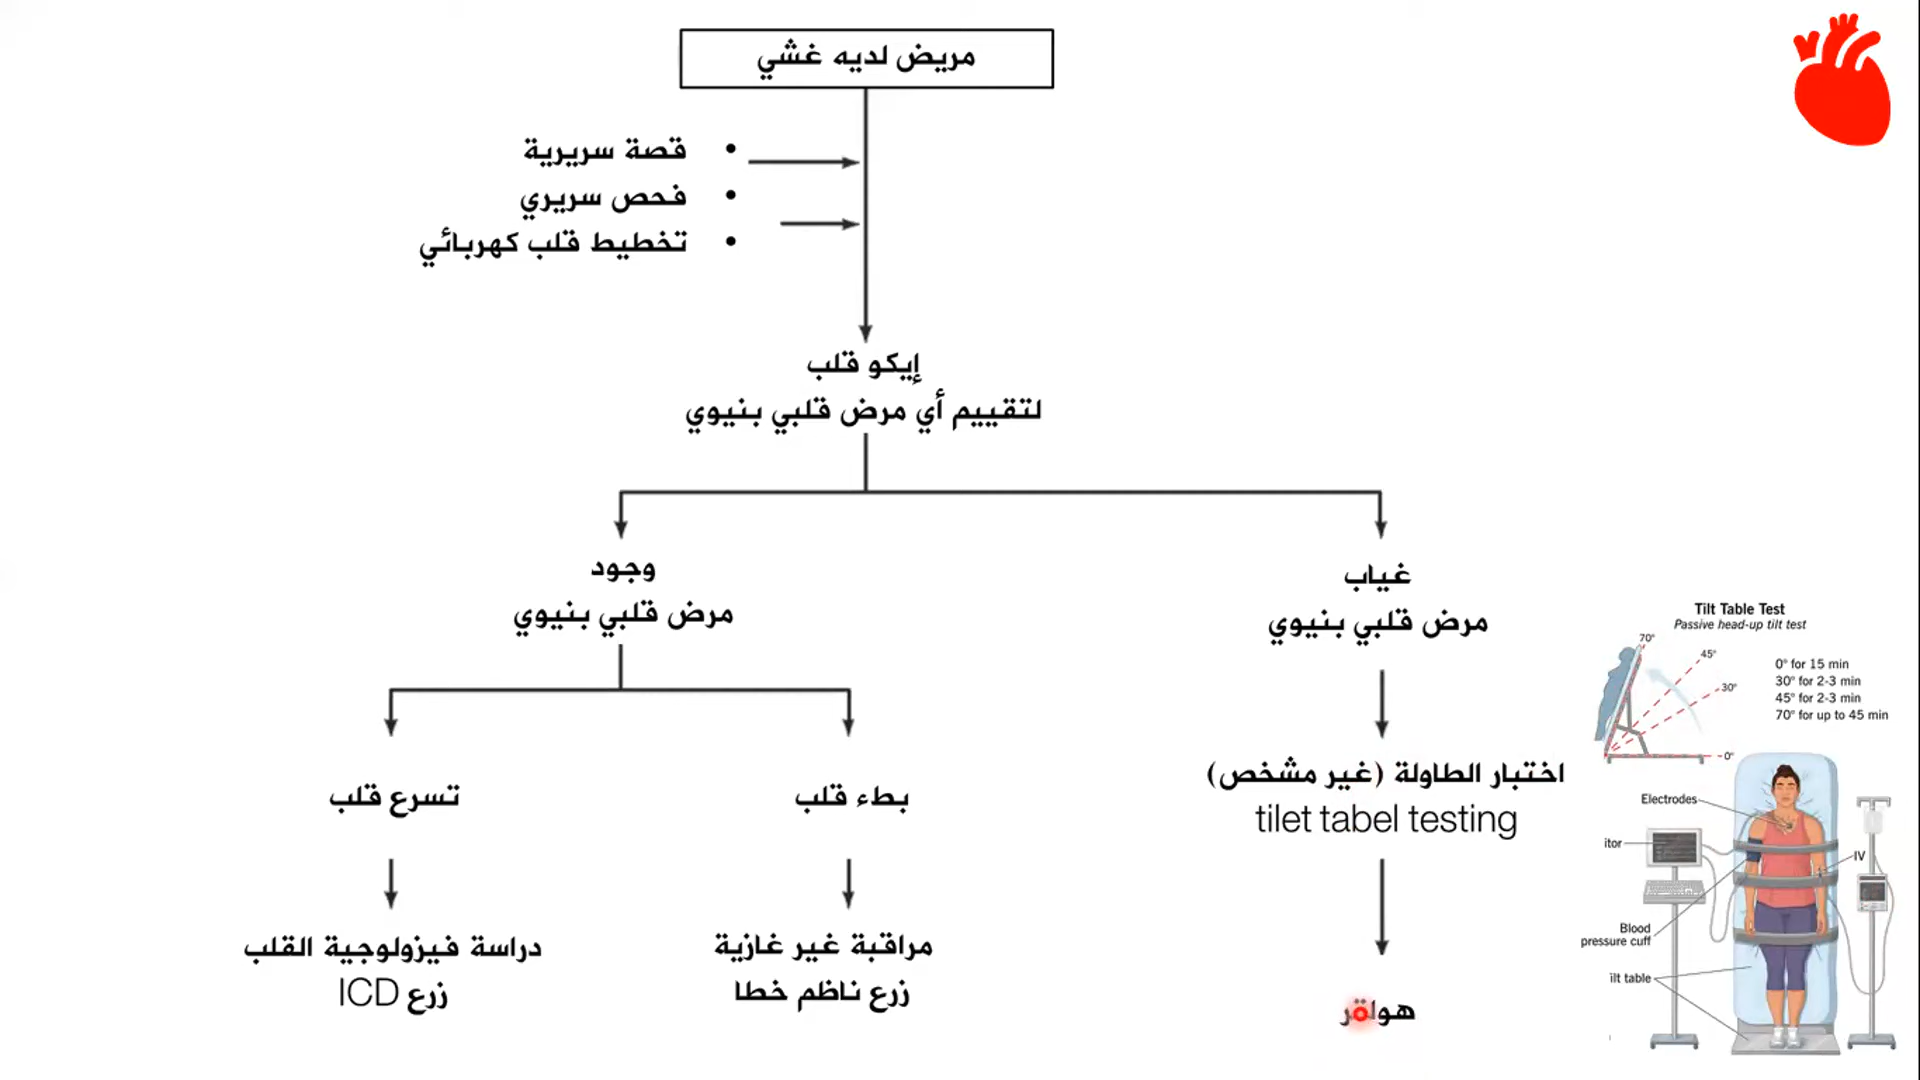 مريض لديه غشي
• قصة سريرية
• فحص سريري
• تخطيط قلب كهربائي
إيكو قلب
لتقييم أي مرض قلبي بنيوي
غياب
مرض قلبي بنيوي
وجود
مرض قلبي بنيوي
اختبار الطاولة (غير مشخص)
tilet tabel testing
هولتر
بطء قلب
مراقبة غير غازية
زرع ناظم خطا
تسرع قلب
دراسة فيزولوجية القلب
زرع ICD
Tilt Table Test
Passive head-up tilt test
70°
45°
30°
0°
0° for 15 min
30° for 2-3 min
45° for 2-3 min
70° for up to 45 min
Electrodes
itor
IV
Blood
pressure cuff
ilt table